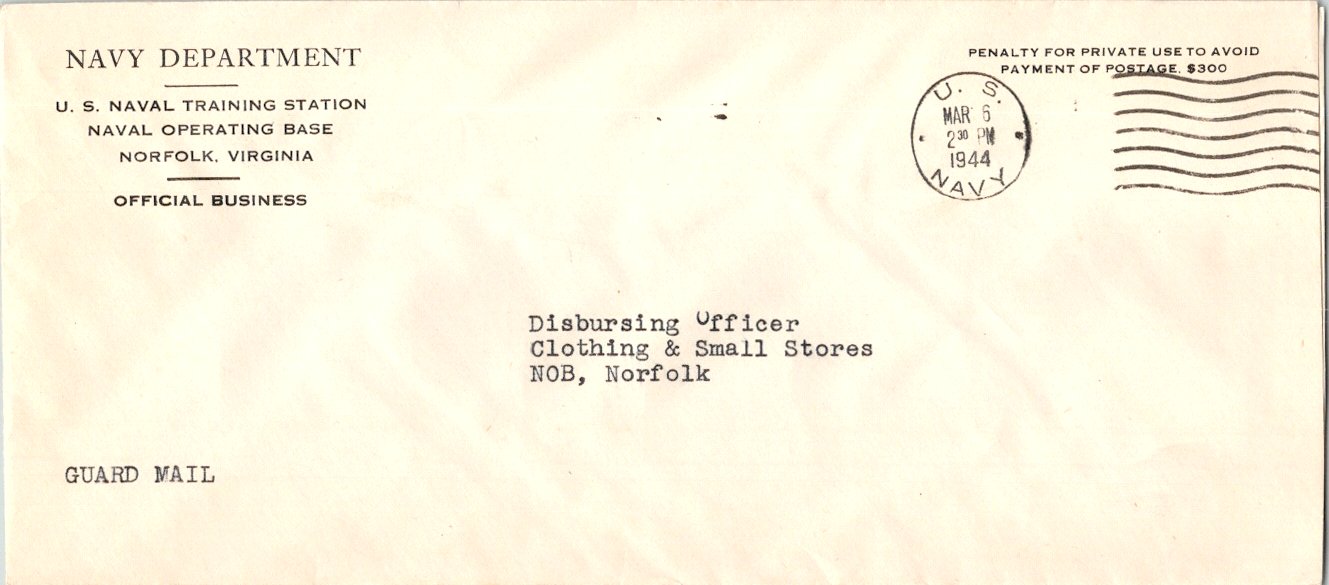 NAVY DEPARTMENT
U. S. NAVAL TRAINING STATION
NAVAL OPERATING BASE
NORFOLK, VIRGINIA
OFFICIAL BUSINESS
PENALTY FOR PRIVATE USE TO AVOID
PAYMENT OF POSTAGE, $300
U. S.
MAR 6
2 30 PM
1944
NAVY
Disbursing Officer
Clothing & Small Stores
NOB, Norfolk
GUARD MAIL